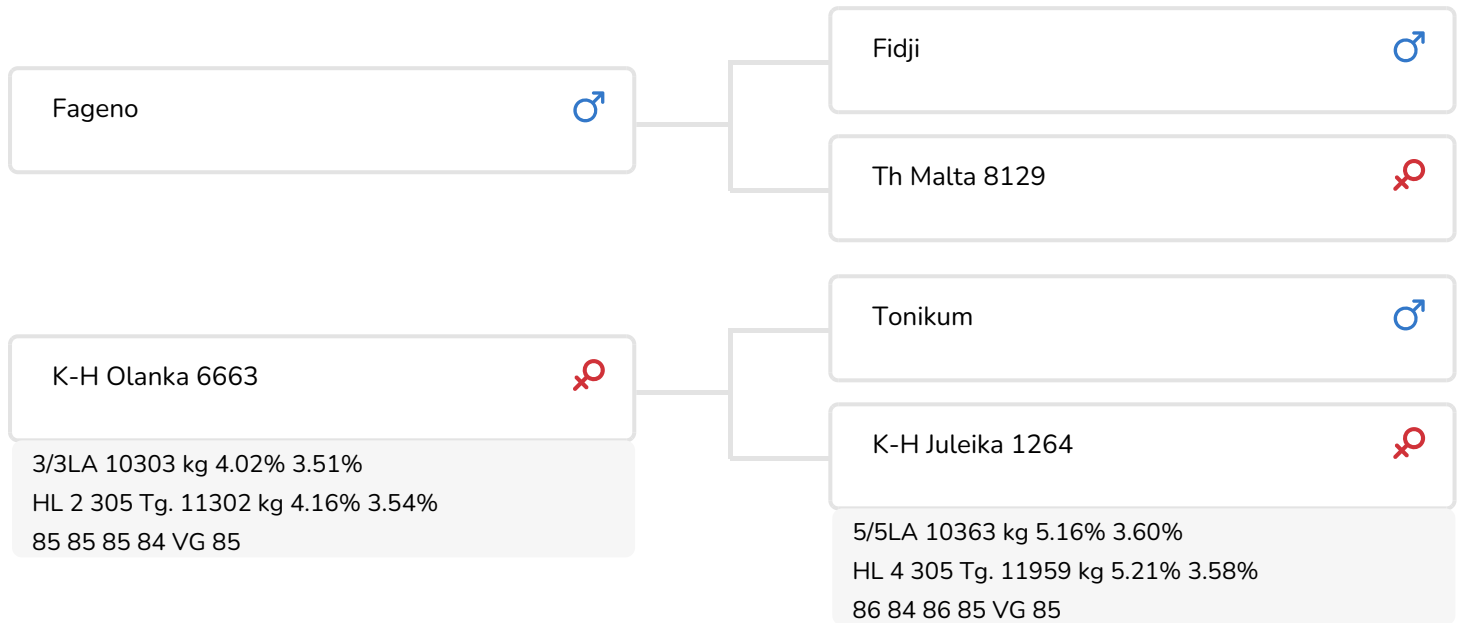 Fageno
K-H Olanka 6663
3/3LA 10303 kg 4.02% 3.51%
HL 2 305 Tg. 11302 kg 4.16% 3.54%
85 85 85 84 VG 85
Fidji
Th Malta 8129
Tonikum
K-H Juleika 1264
5/5LA 10363 kg 5.16% 3.60%
HL 4 305 Tg. 11959 kg 5.21% 3.58%
86 84 86 85 VG 85